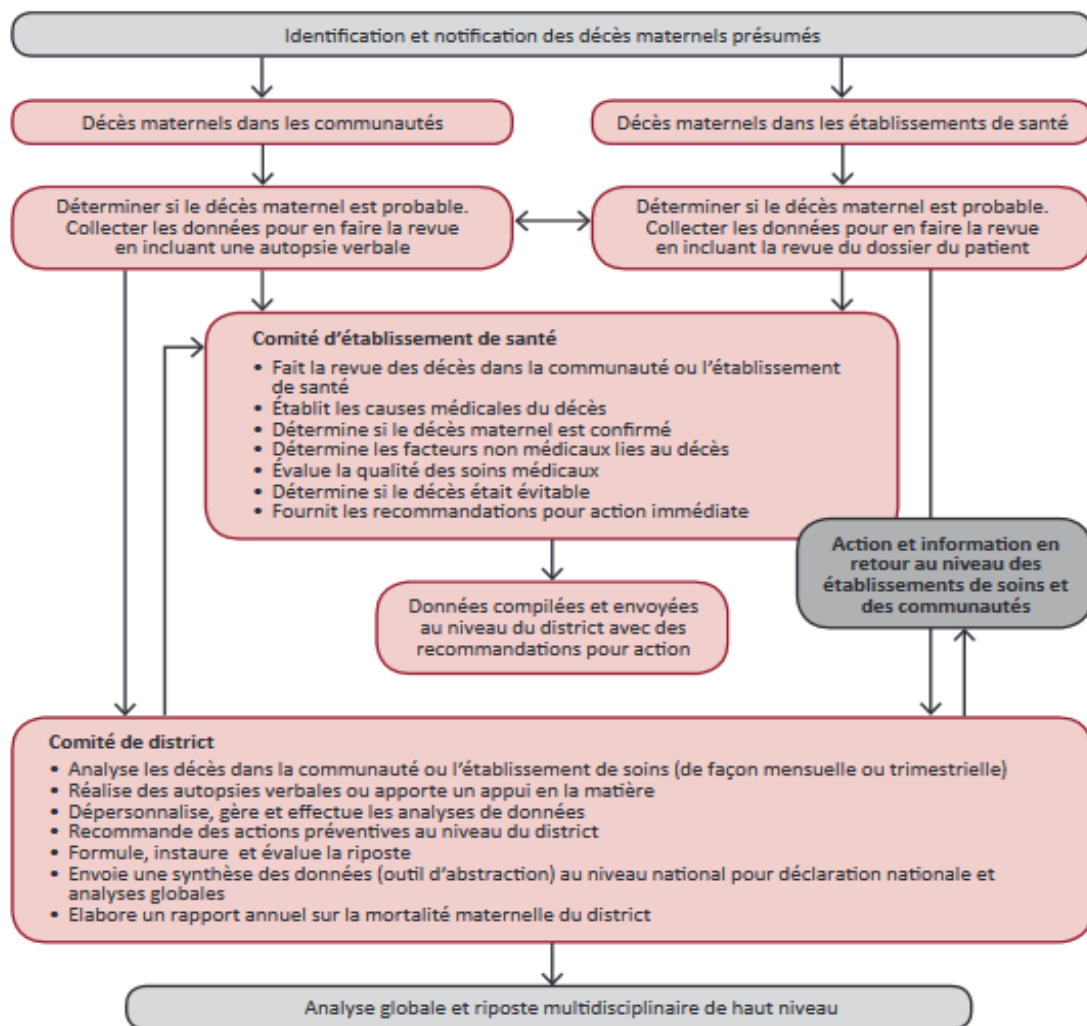 Identification et notification des décès maternels présumés
Décès maternels dans les communautés
Décès maternels dans les établissements de santé
Déterminer si le décès maternel est probable.
Collecter les données pour en faire la revue
en incluant une autopsie verbale
Déterminer si le décès maternel est probable.
Collecter les données pour en faire la revue
en incluant la revue du dossier du patient
Comité d'établissement de santé
• Fait la revue des décès dans la communauté ou l'établissement
de santé
• Établit les causes médicales du décès
• Détermine si le décès maternel est confirmé
• Détermine les facteurs non médicaux lies au décès
• Évalue la qualité des soins médicaux
• Détermine si le décès était évitable
• Fournit les recommandations pour action immédiate
Action et information en
retour au niveau des
établissements de soins et
des communautés
Données compilées et envoyées
au niveau du district avec des
recommandations pour action
Comité de district
• Analyse les décès dans la communauté ou l'établissement de soins (de façon mensuelle ou trimestrielle)
• Réalise des autopsies verbales ou apporte un appui en la matière
• Dépersonnalise, gère et effectue les analyses de données
• Recommande des actions préventives au niveau du district
• Formule, instaure et évalue la riposte
• Envoie une synthèse des données (outil d'abstraction) au niveau national pour déclaration nationale et
analyses globales
• Elabore un rapport annuel sur la mortalité maternelle du district
Analyse globale et riposte multidisciplinaire de haut niveau